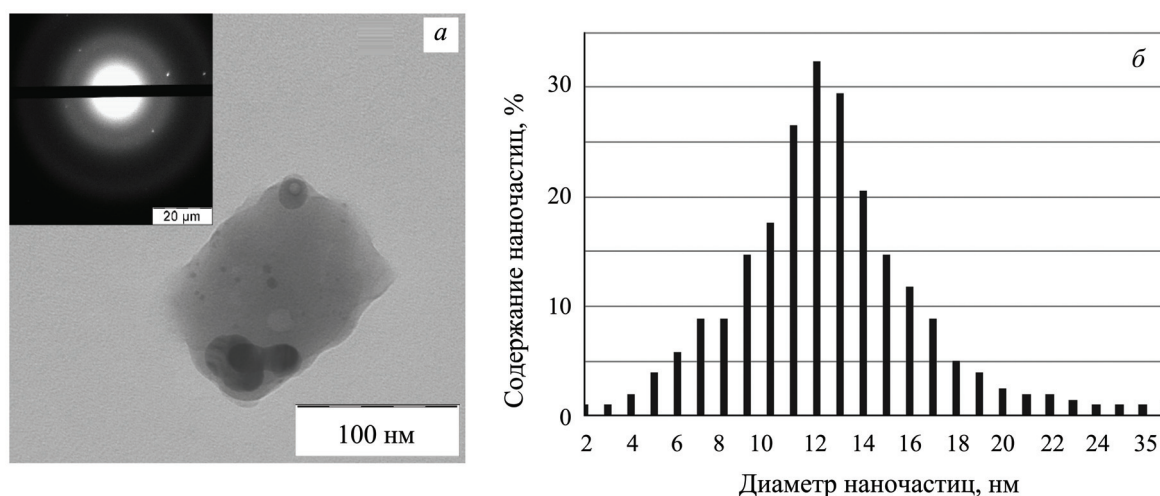 а
20 µm
100 нм
б
Содержание наночастиц, %
30
20
10
0
2 4 6 8 10 12 14 16 18 20 22 24 35
Диаметр наночастиц, нм